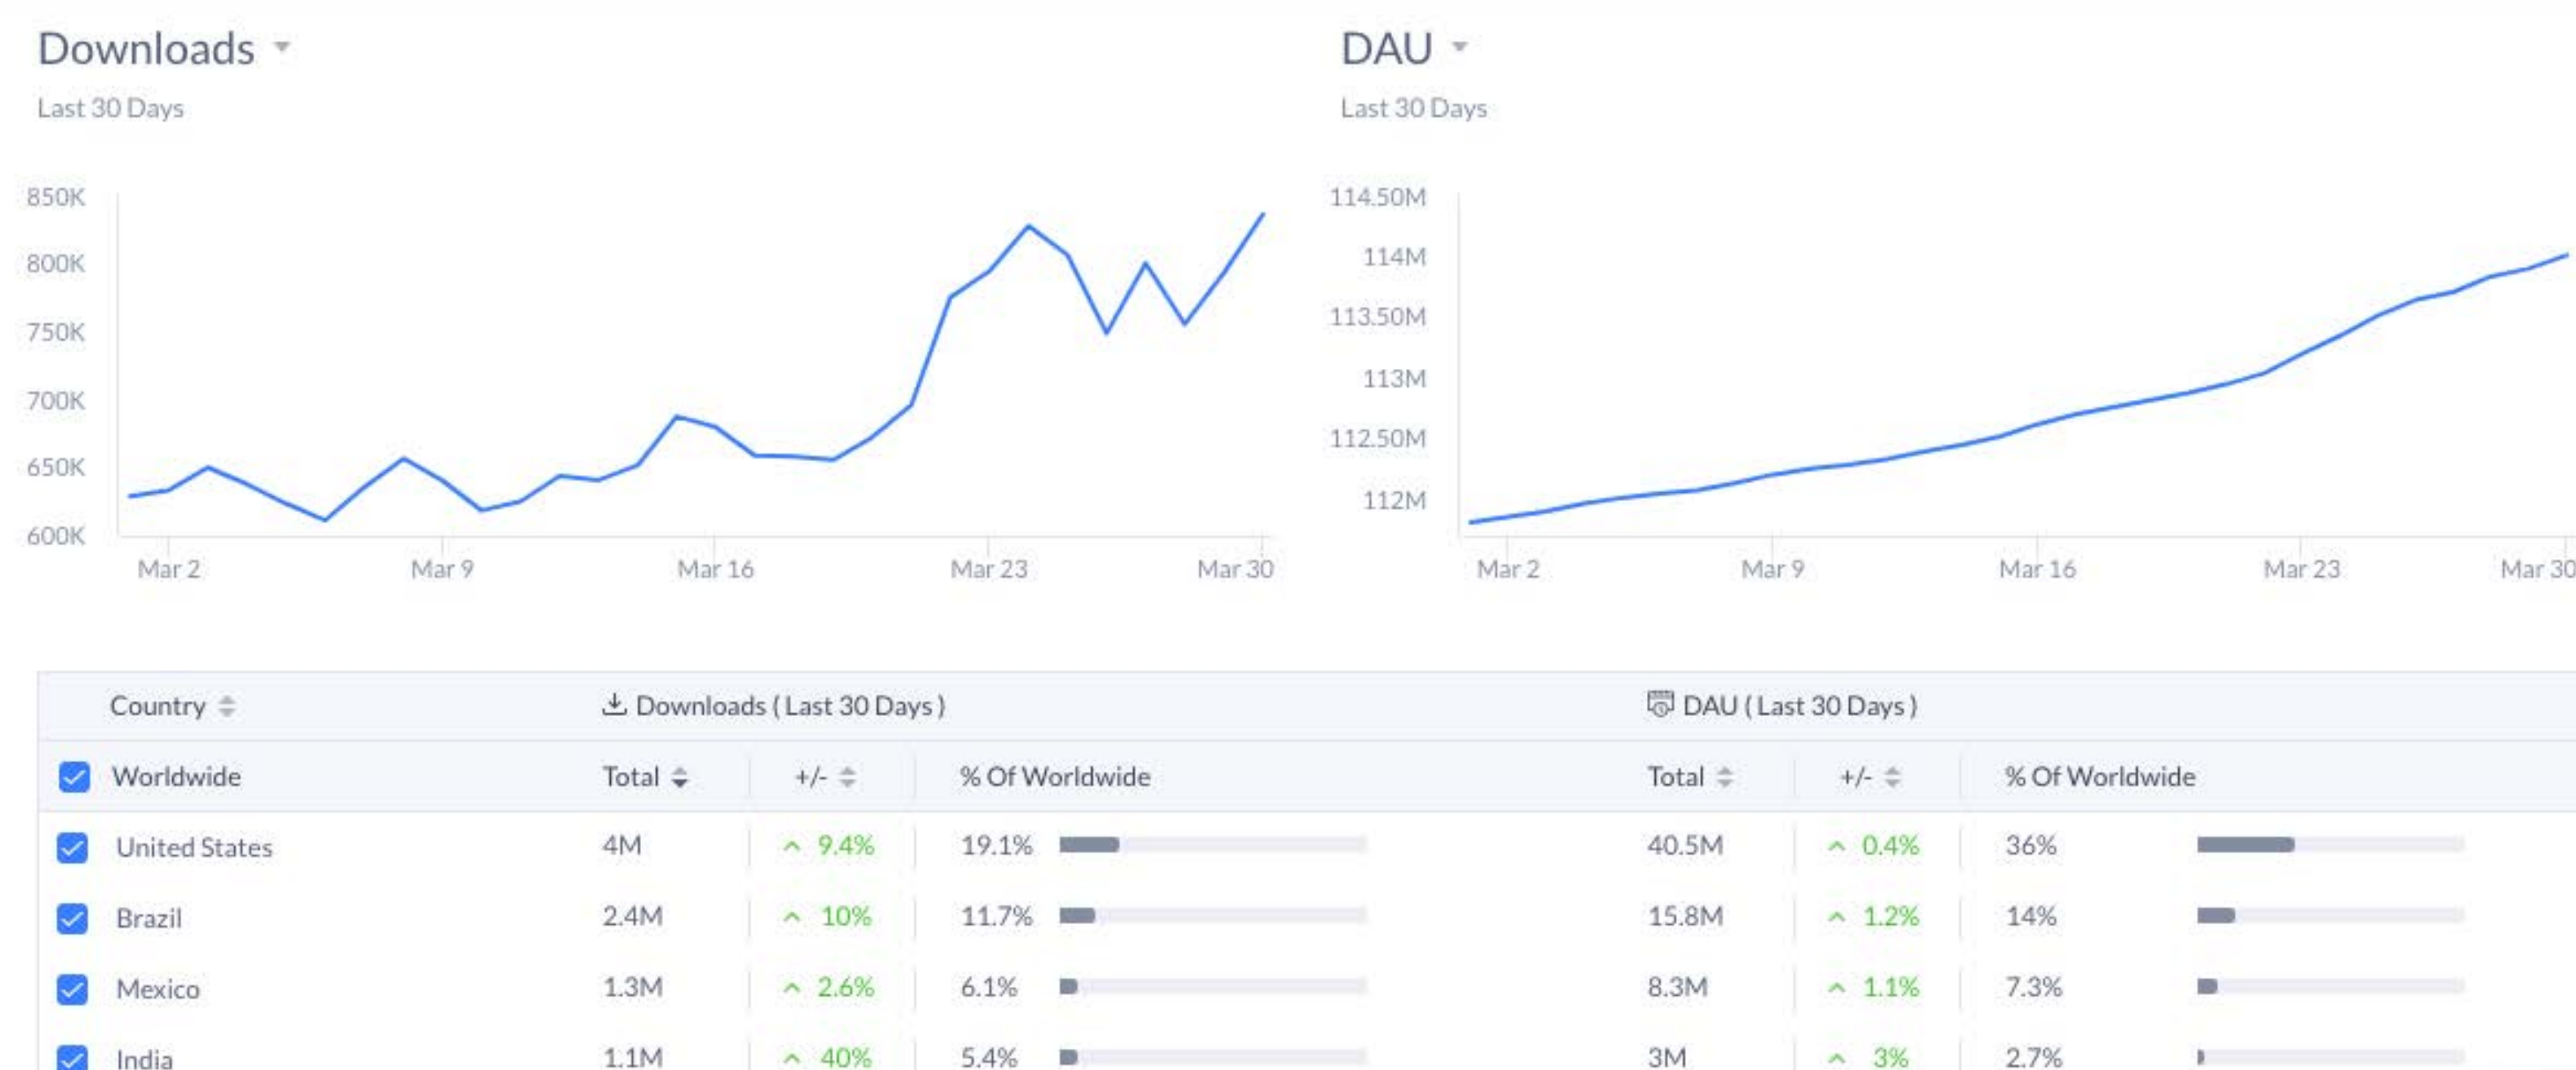 Downloads
Last 30 Days
850K
800K
750K
700K
650K
600K
Mar 2 Mar 9 Mar 16 Mar 23 Mar 30
DAU
Last 30 Days
114.50M
114M
113.50M
113M
112.50M
112M
Mar 2 Mar 9 Mar 16 Mar 23 Mar 30
Country Downloads ( Last 30 Days ) DAU ( Last 30 Days )
Worldwide Total +/- % Of Worldwide Total +/- % Of Worldwide
United States 4M 9.4% 19.1% 40.5M 0.4% 36%
Brazil 2.4M 10% 11.7% 15.8M 1.2% 14%
Mexico 1.3M 2.6% 6.1% 8.3M 1.1% 7.3%
India 1.1M 40% 5.4% 3M 3% 2.7%